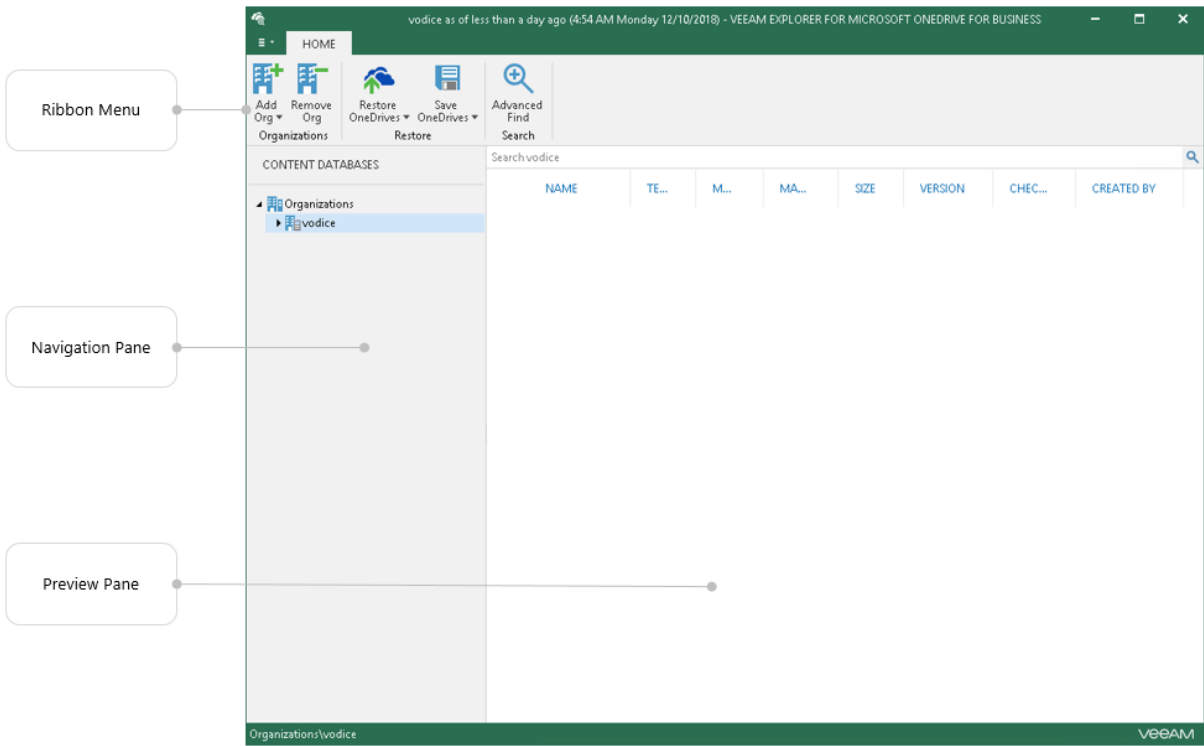 vodice as of less than a day ago (4:54 AM Monday 12/10/2018) - VEEAM EXPLORER FOR MICROSOFT ONEDRIVE FOR BUSINESS
HOME
Ribbon Menu
Add Org
Remove Org
Restore OneDrives
Save OneDrives
Advanced Find
Organizations
Restore
Search
CONTENT DATABASES
Search vodice
NAME TE... M... MA... SIZE VERSION CHEC... CREATED BY
Organizations
vodice
Navigation Pane
Preview Pane
Organizations\vodice
VEEAM